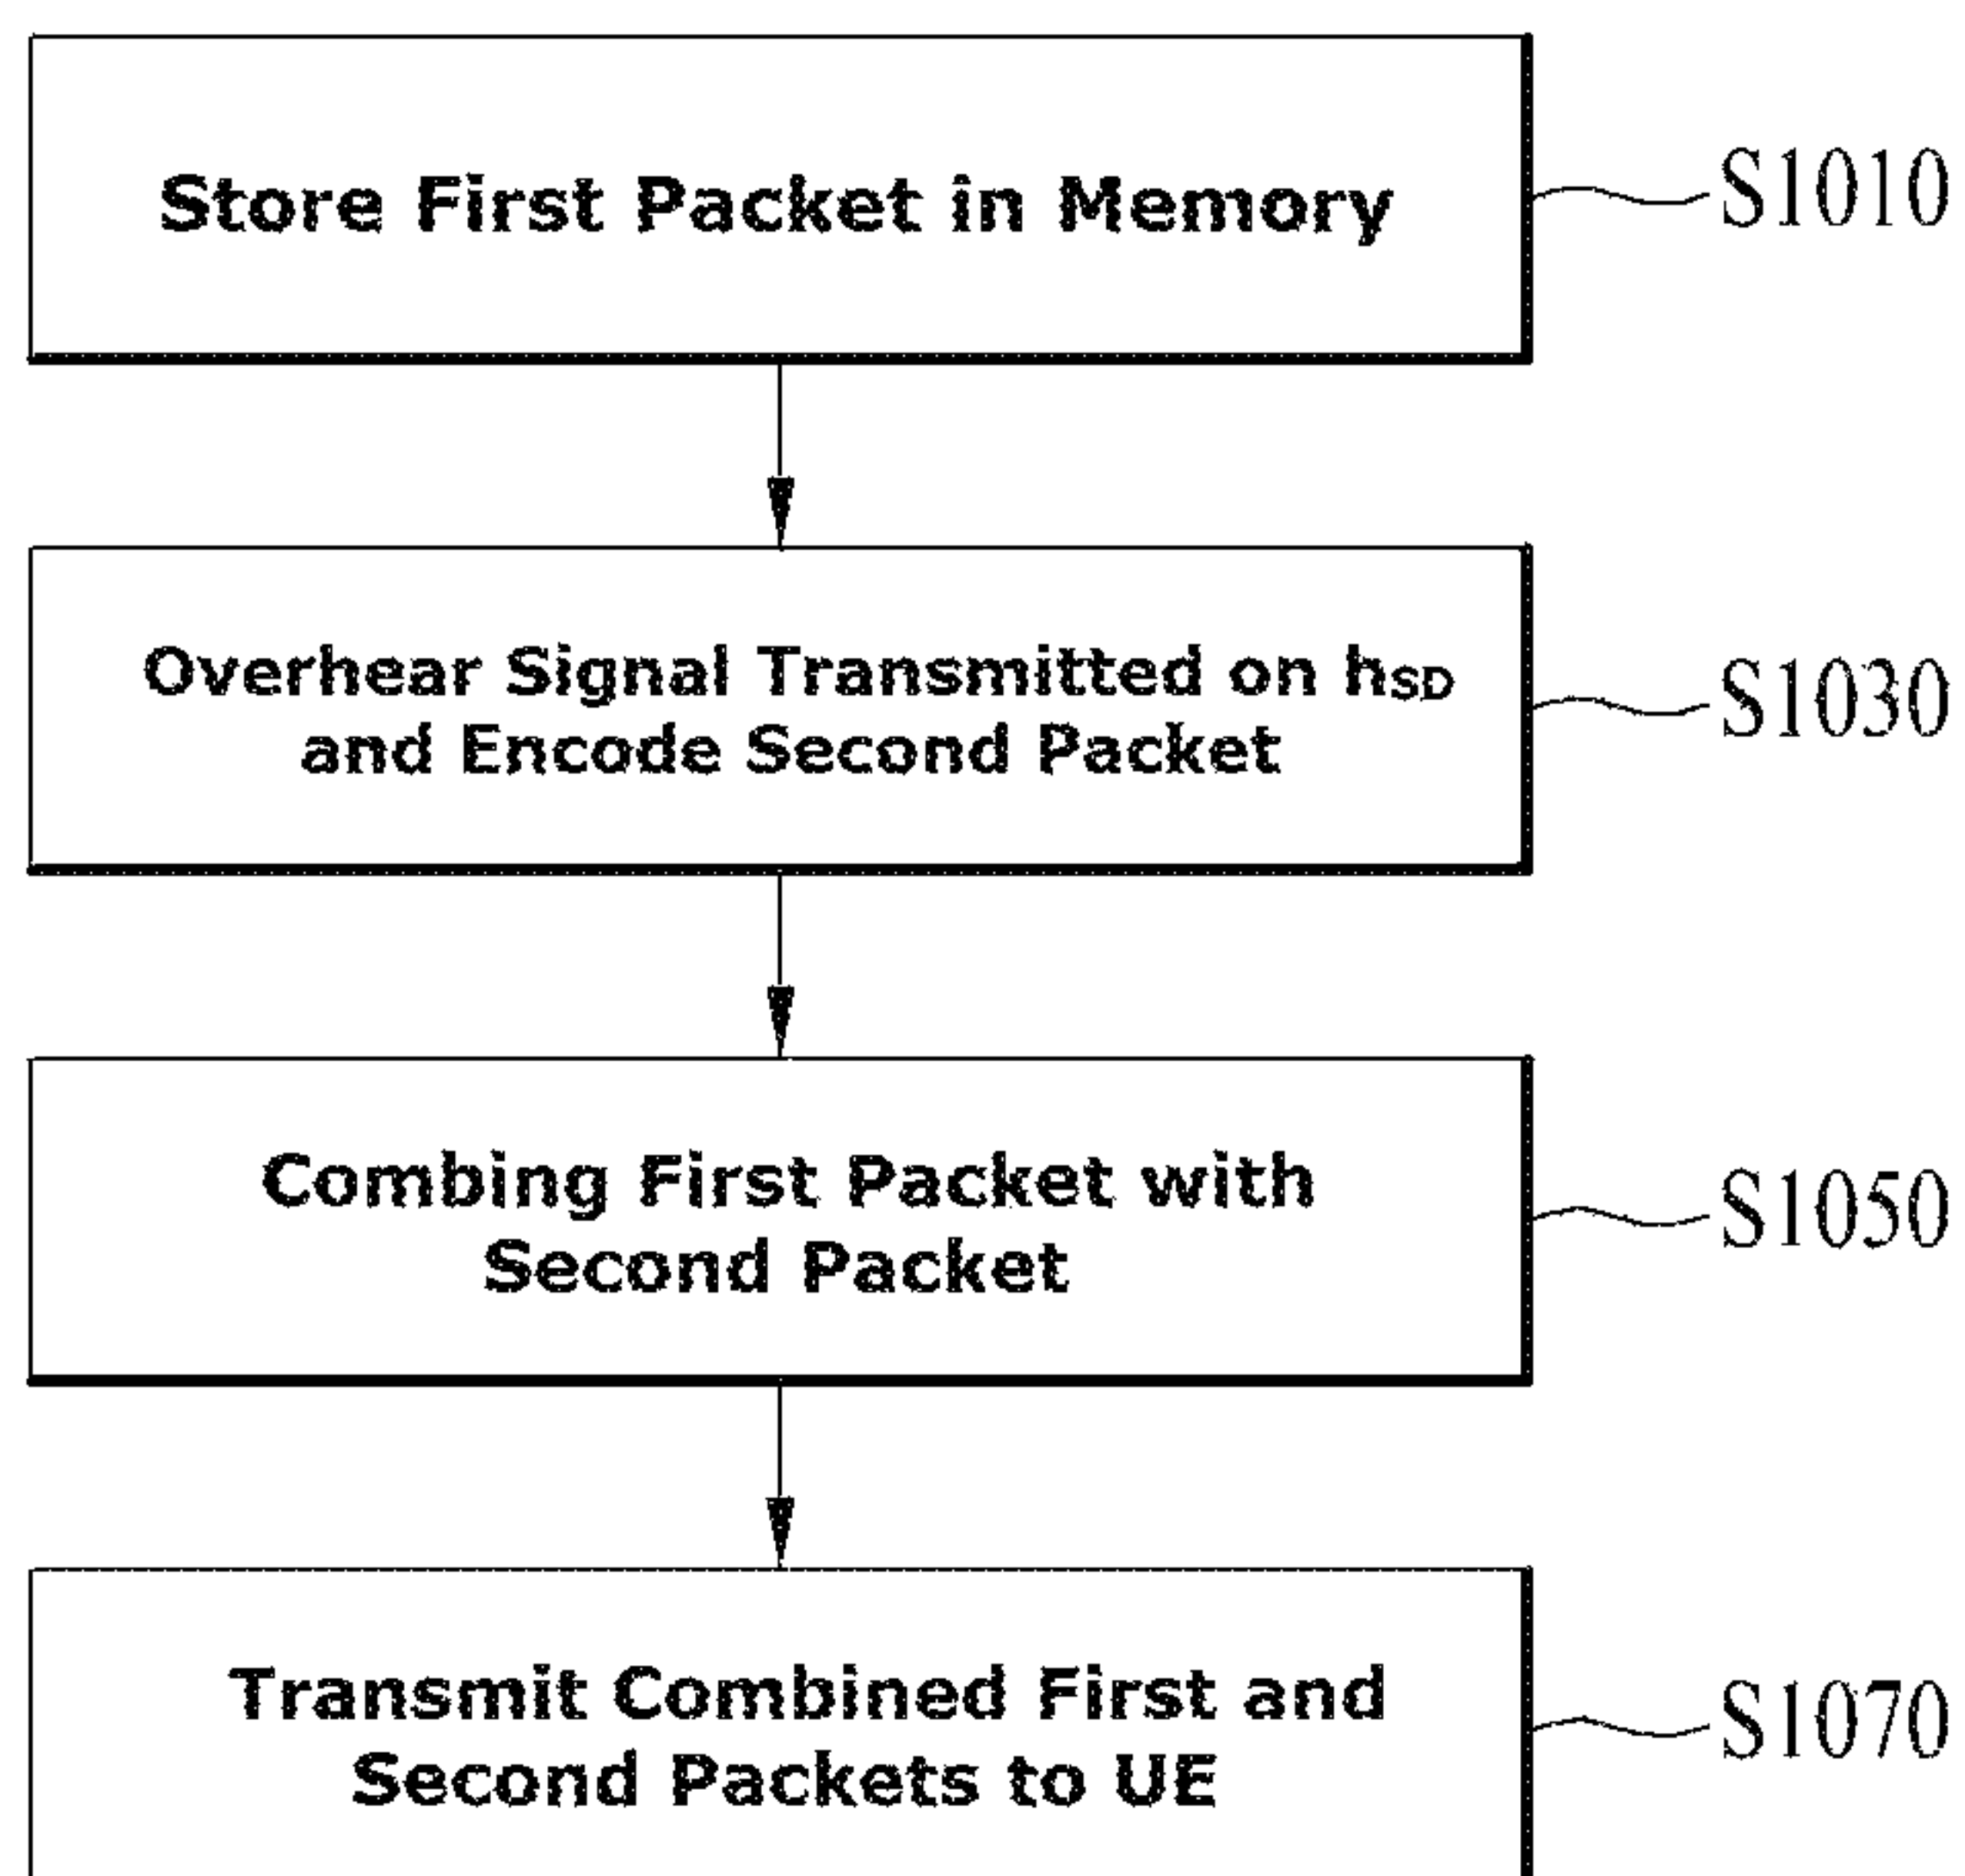 Store First Packet in Memory
S1010
Overhear Signal Transmitted on hSD
and Encode Second Packet
S1030
Combing First Packet with
Second Packet
S1050
Transmit Combined First and
Second Packets to UE
S1070